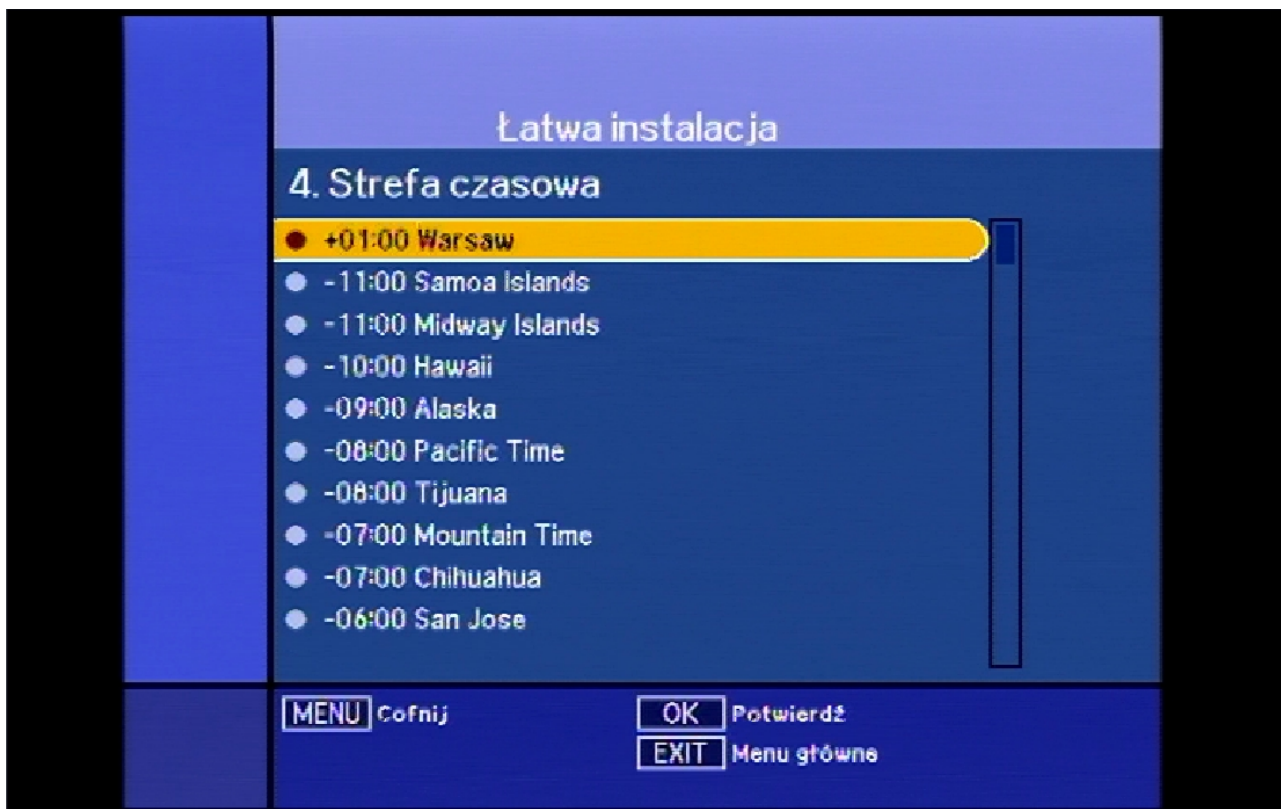 Łatwa instalacja
4. Strefa czasowa
+01:00 Warsaw
-11:00 Samoa Islands
-11:00 Midway Islands
-10:00 Hawaii
-09:00 Alaska
-08:00 Pacific Time
-08:00 Tijuana
-07:00 Mountain Time
-07:00 Chihuahua
-06:00 San Jose
MENU Cofnij OK Potwierdź
EXIT Menu główne